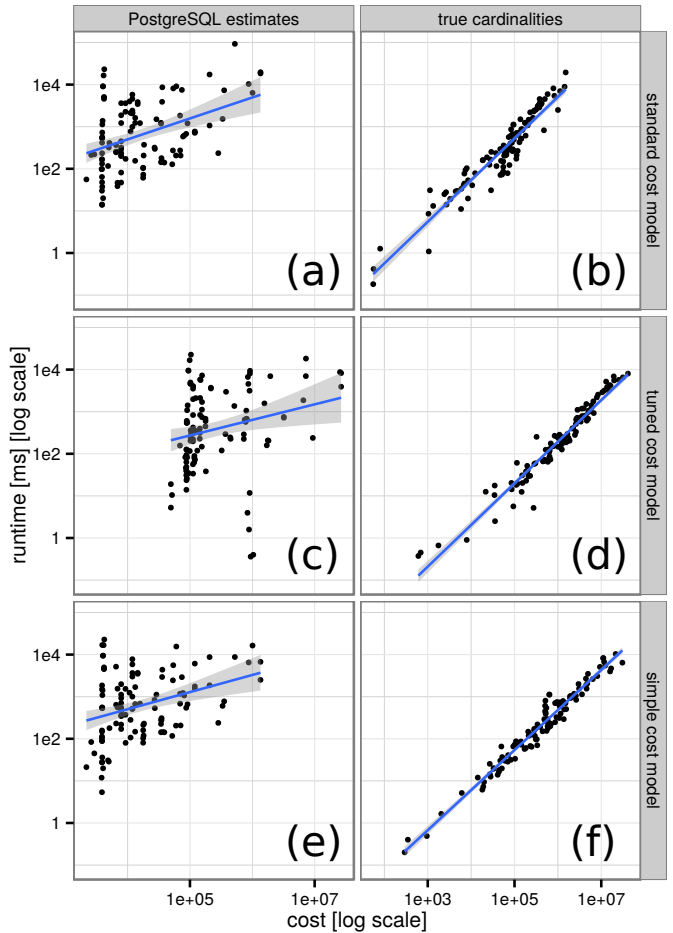 PostgreSQL estimates
true cardinalities
1e4
1e2
1
(a)
(b)
standard cost model
1e4
1e2
1
(c)
(d)
tuned cost model
runtime [ms] [log scale]
1e4
1e2
1
(e)
(f)
simple cost model
1e+05
1e+07
1e+03
1e+05
1e+07
cost [log scale]